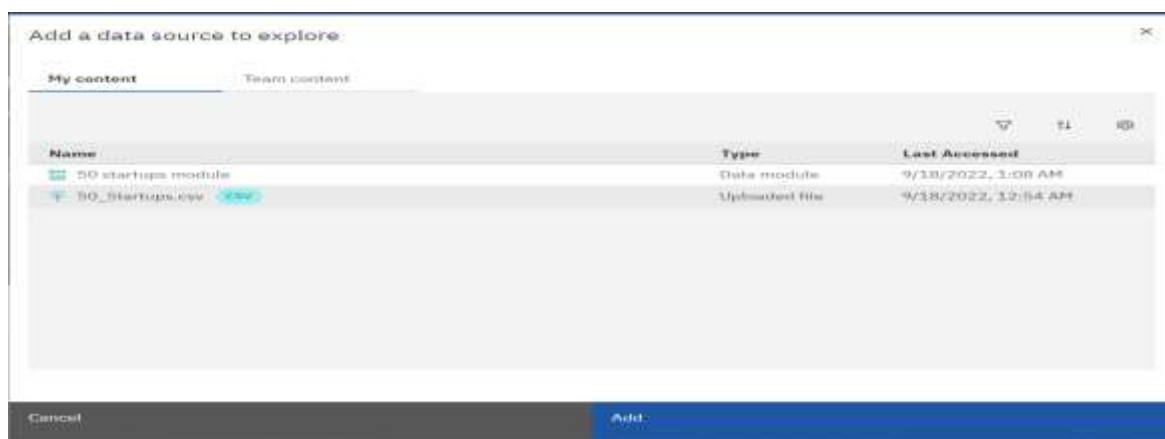 Add a data source to explore
My content Team content
Name Type Last Accessed
50 startups module Data module 9/18/2022, 1:08 AM
50_Startups.csv CSV Uploaded file 9/18/2022, 12:54 AM
Cancel Add